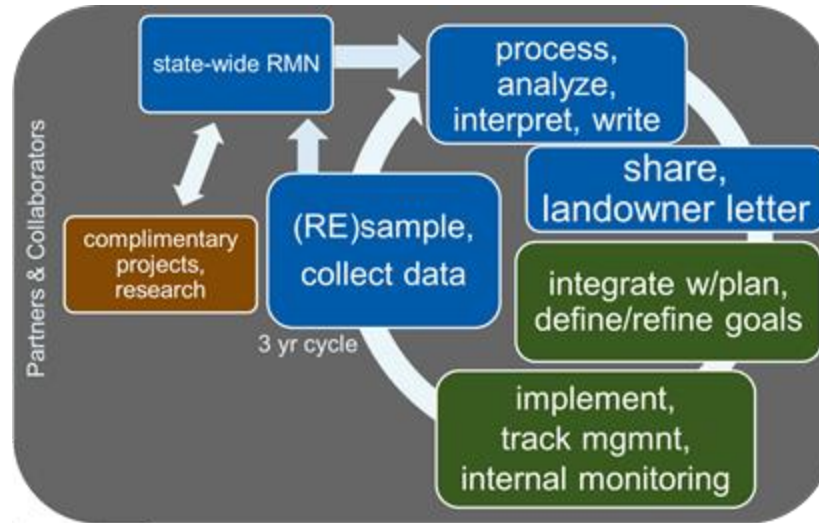 state-wide RMN
process,
analyze,
interpret, write
share,
landowner letter
(RE)sample,
collect data
complimentary
projects,
research
integrate w/plan,
define/refine goals
3 yr cycle
implement,
track mgmnt,
internal monitoring
Partners & Collaborators